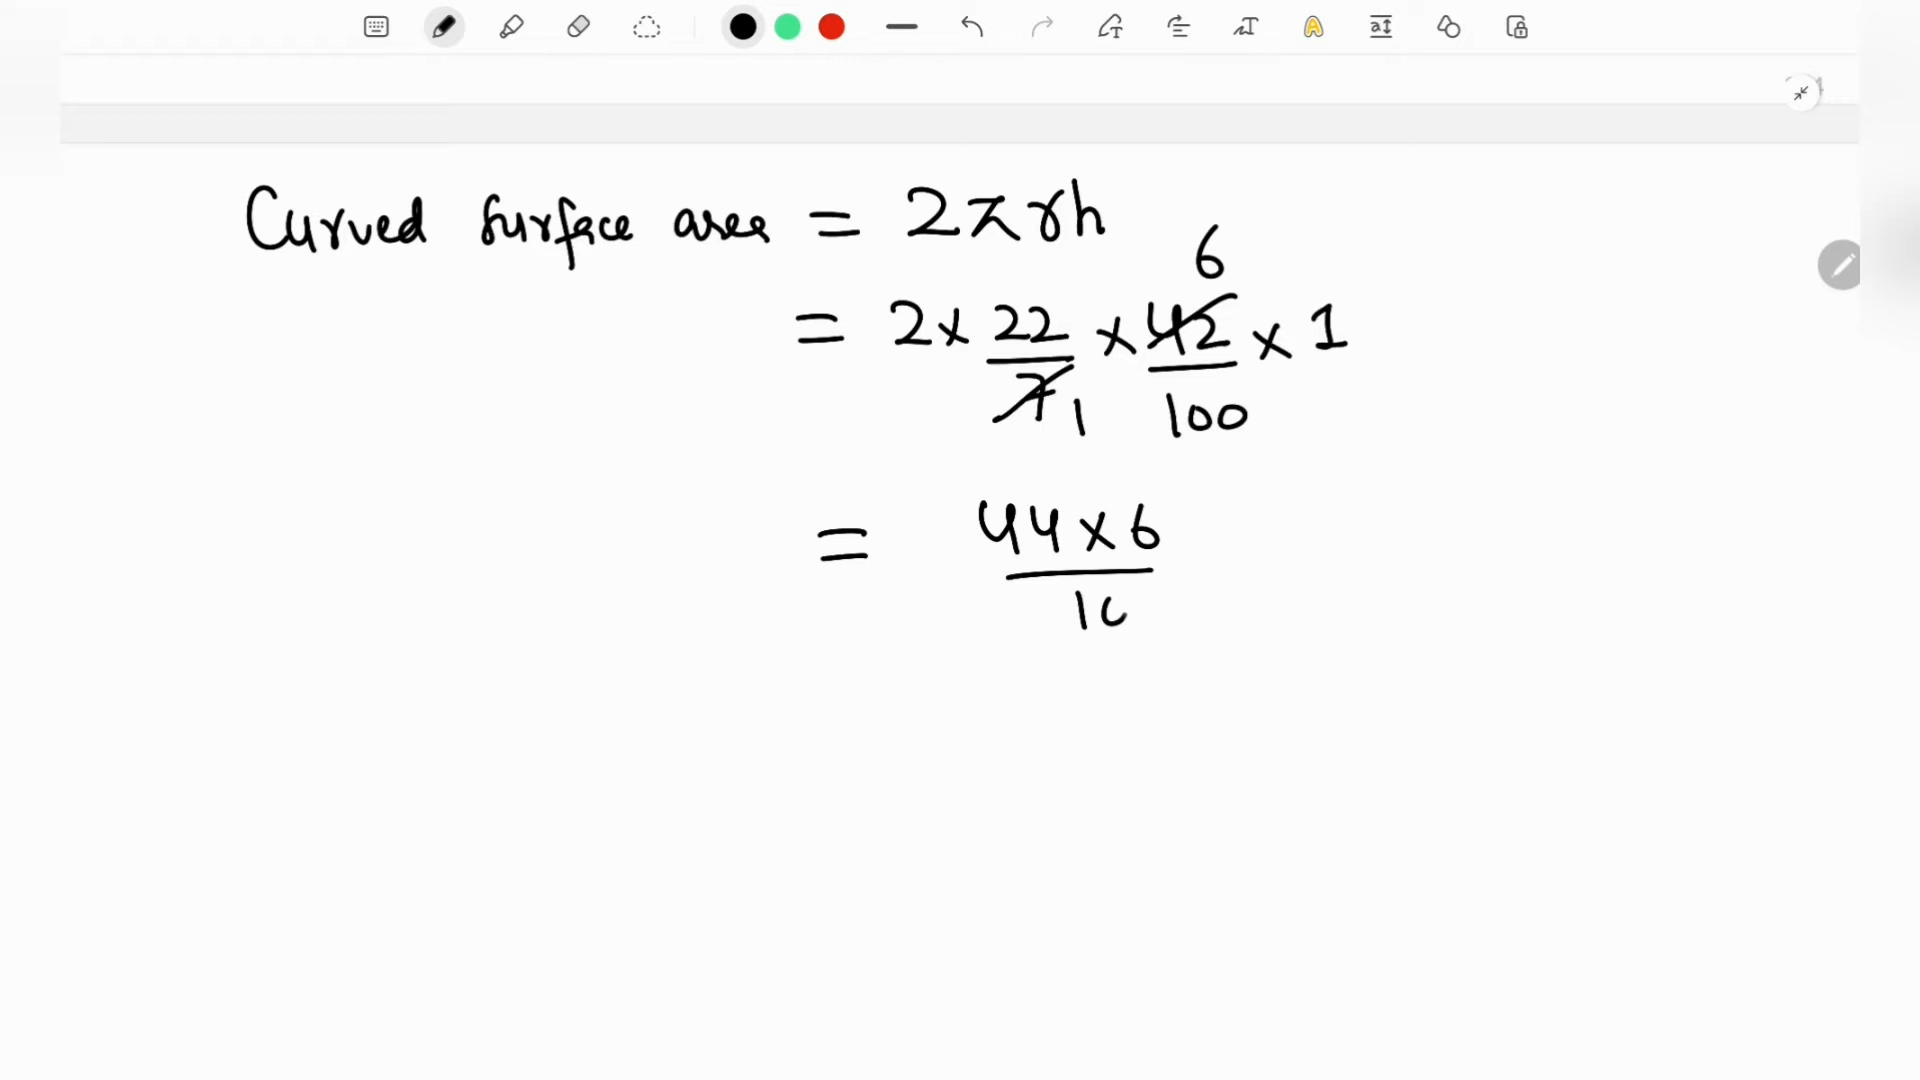 Curved surface area = 2πrh
6
= 2 x 22/7 x 42/100 x 1
1
= 44 x 6
10